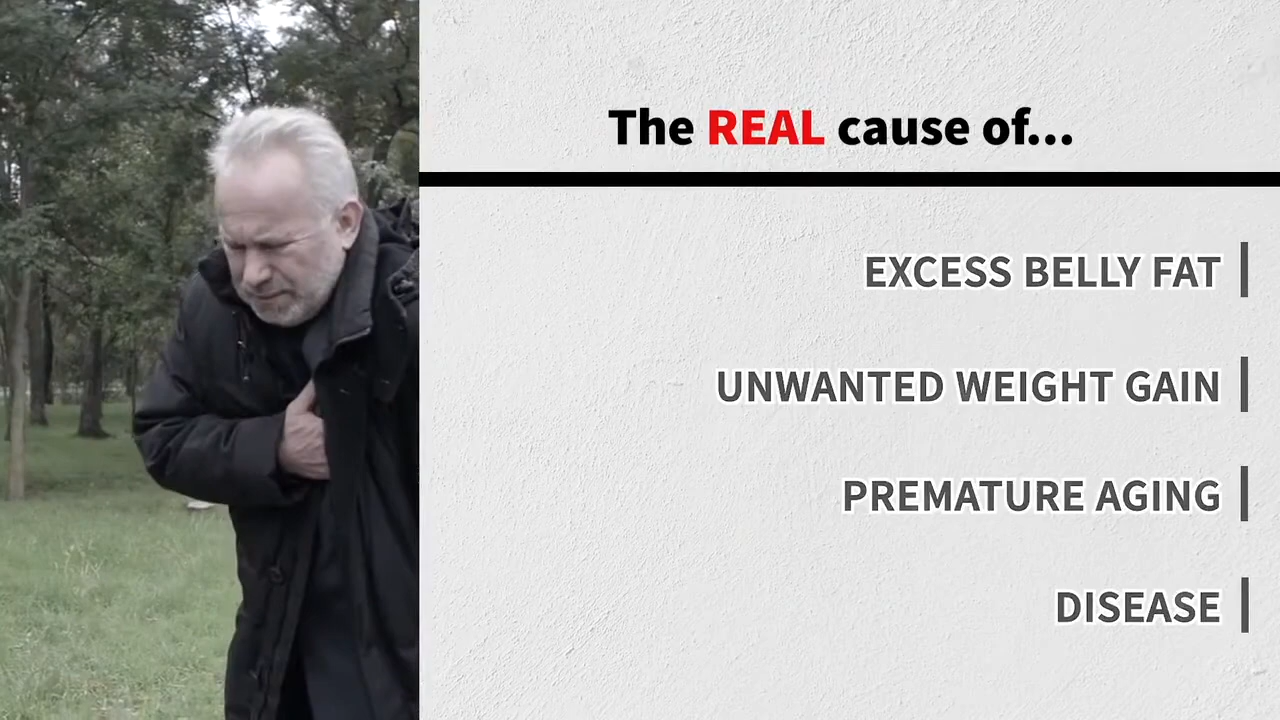 The REAL cause of...
EXCESS BELLY FAT
UNWANTED WEIGHT GAIN
PREMATURE AGING
DISEASE